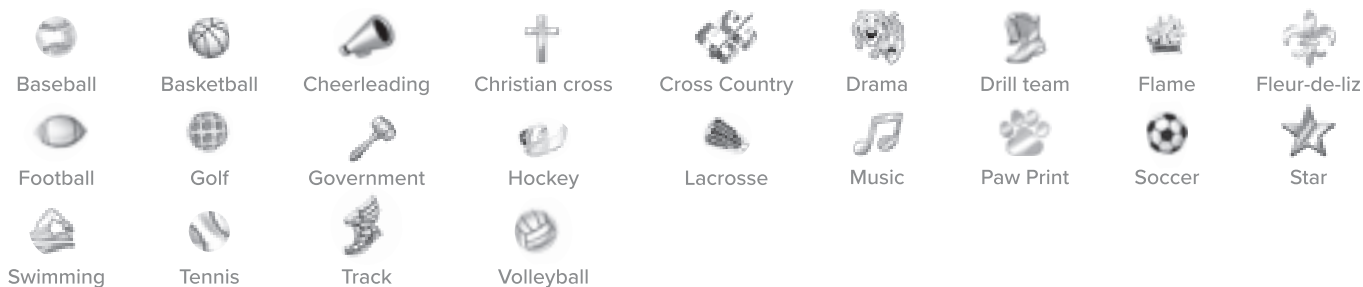 Baseball Basketball Cheerleading Christian cross Cross Country Drama Drill team Flame Fleur-de-liz
Football Golf Government Hockey Lacrosse Music Paw Print Soccer Star
Swimming Tennis Track Volleyball